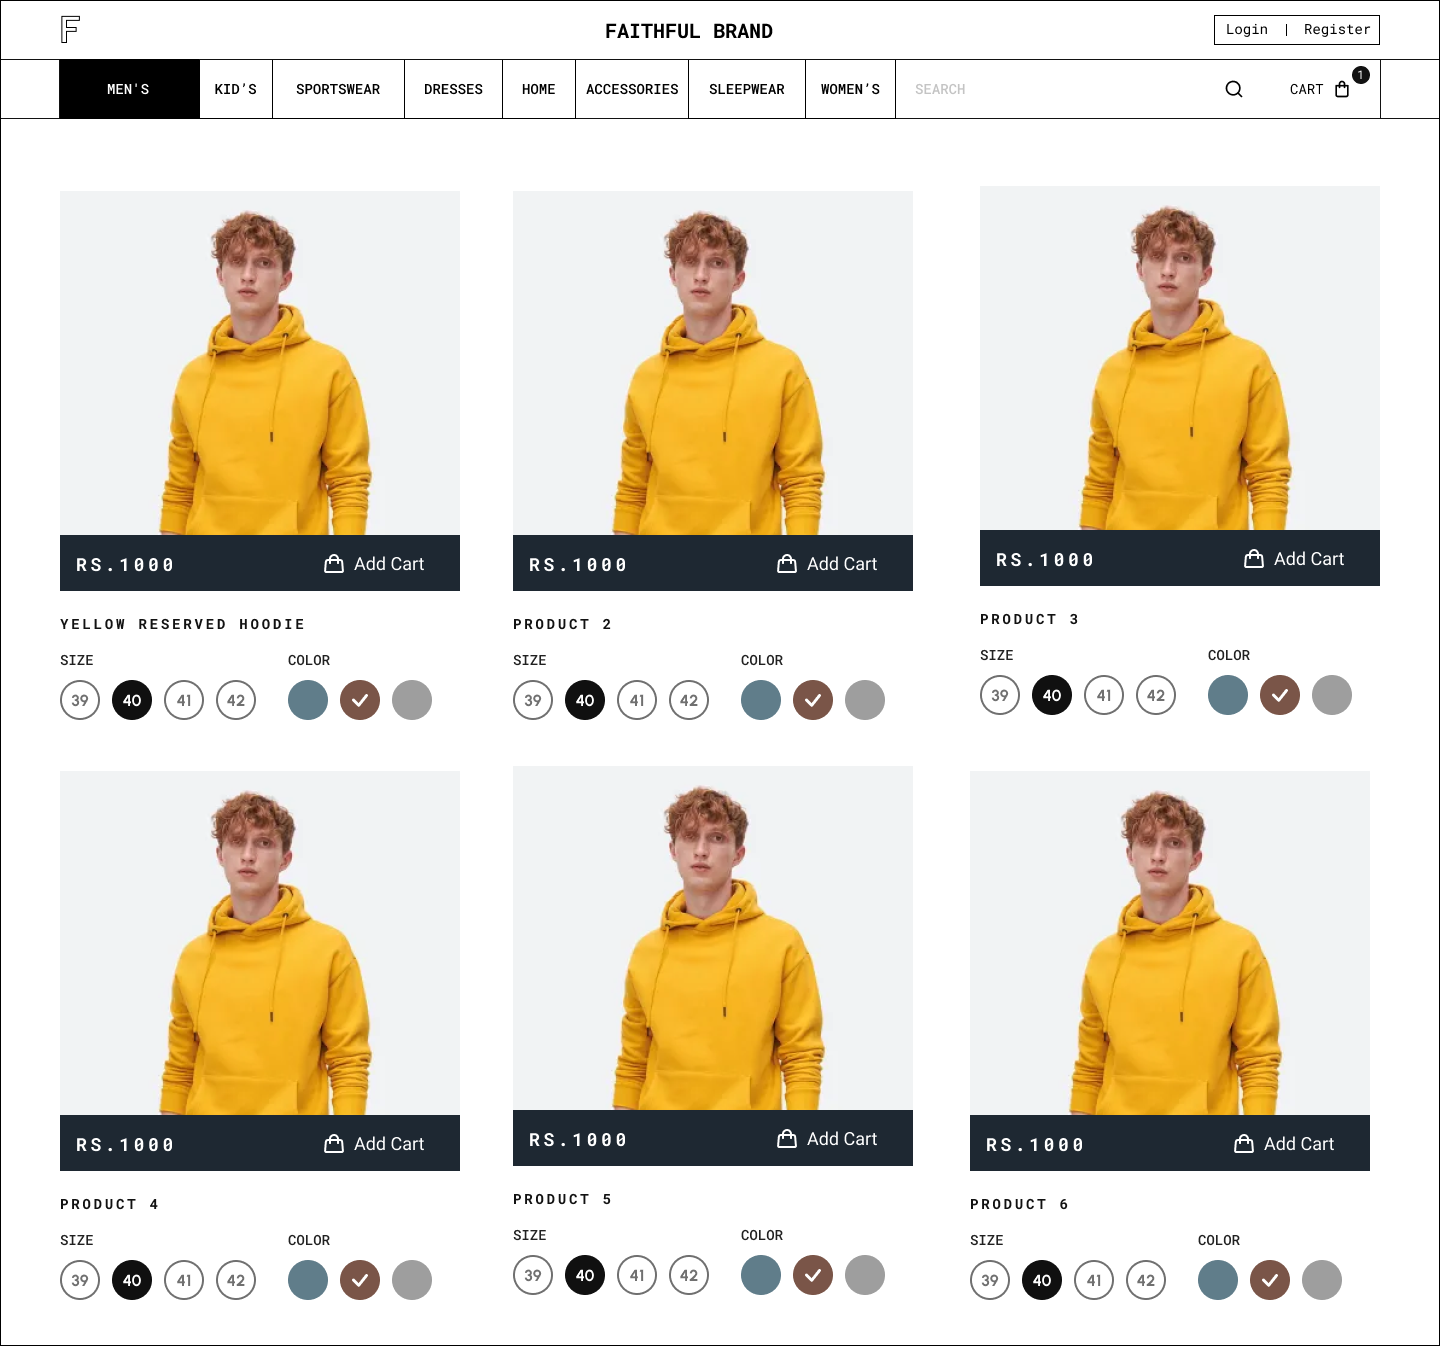 F
FAITHFUL BRAND
Login | Register
MEN'S KID'S SPORTSWEAR DRESSES HOME ACCESSORIES SLEEPWEAR WOMEN'S SEARCH CART 1
RS.1000 Add Cart
YELLOW RESERVED HOODIE
SIZE COLOR
39 40 41 42
RS.1000 Add Cart
PRODUCT 2
SIZE COLOR
39 40 41 42
RS.1000 Add Cart
PRODUCT 3
SIZE COLOR
39 40 41 42
RS.1000 Add Cart
PRODUCT 4
SIZE COLOR
39 40 41 42
RS.1000 Add Cart
PRODUCT 5
SIZE COLOR
39 40 41 42
RS.1000 Add Cart
PRODUCT 6
SIZE COLOR
39 40 41 42